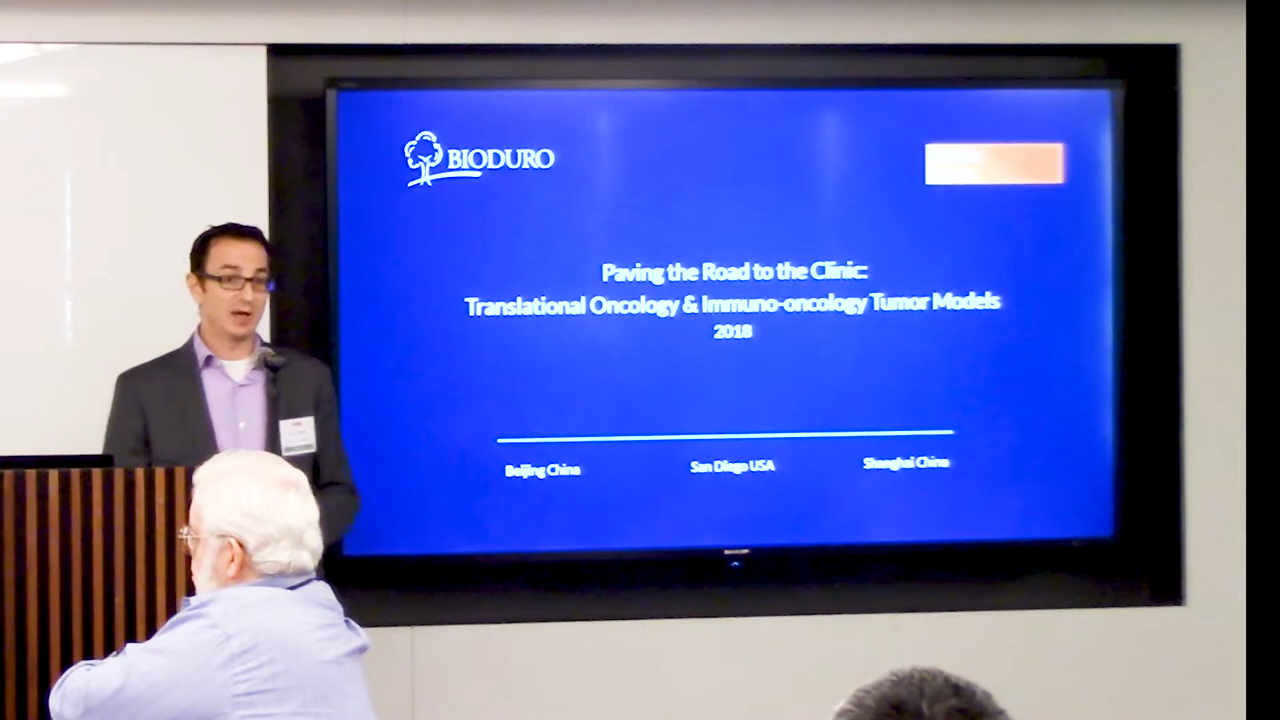 BIODURO
Paving the Road to the Clinic:
Translational Oncology & Immuno-oncology Tumor Models
2018
Beijing China
San Diego USA
Shanghai China